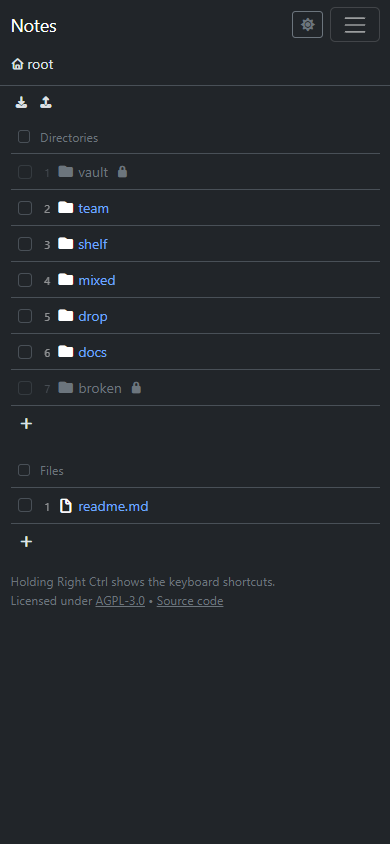 Notes
root
Directories
1 vault
2 team
3 shelf
4 mixed
5 drop
6 docs
7 broken
+
Files
1 readme.md
+
Holding Right Ctrl shows the keyboard shortcuts.
Licensed under AGPL-3.0 • Source code